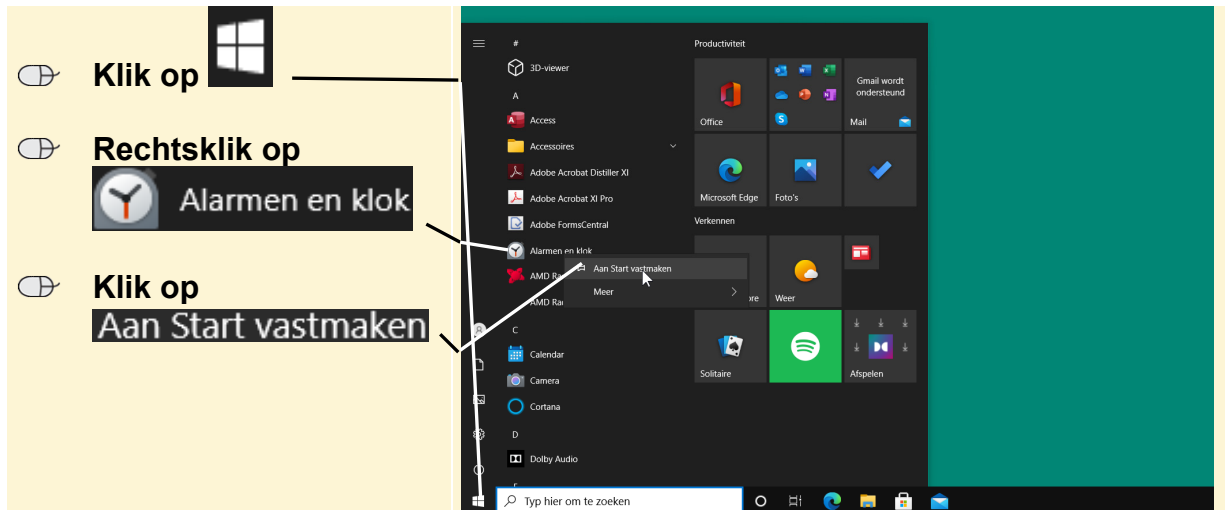 Klik op
Rechtsklik op
Alarmen en klok
Klik op
Aan Start vastmaken
#
3D-viewer
A
Access
Accessoires
Adobe Acrobat Distiller XI
Adobe Acrobat XI Pro
Adobe FormsCentral
Alarmen en klok
AMD
AMD
C
Calendar
Camera
Cortana
D
Dolby Audio
Aan Start vastmaken
Meer
Productiviteit
Office
Gmail wordt
ondersteund
Mail
Microsoft Edge
Foto's
Verkennen
Weer
Solitaire
Afspelen
Typ hier om te zoeken